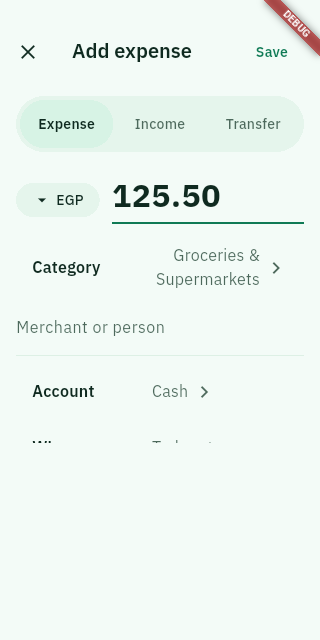 DEBUG
Add expense
Save
Expense
Income
Transfer
EGP
125.50
Category
Groceries &
Supermarkets
Merchant or person
Account
Cash